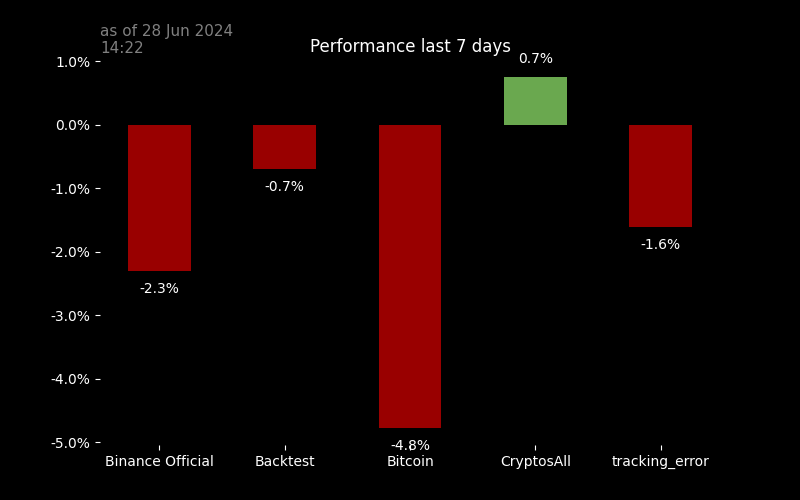 as of 28 Jun 2024
14:22
Performance last 7 days
1.0%
0.0%
-1.0%
-2.0%
-3.0%
-4.0%
-5.0%
-2.3%
-0.7%
-4.8%
0.7%
-1.6%
Binance Official
Backtest
Bitcoin
CryptosAll
tracking_error